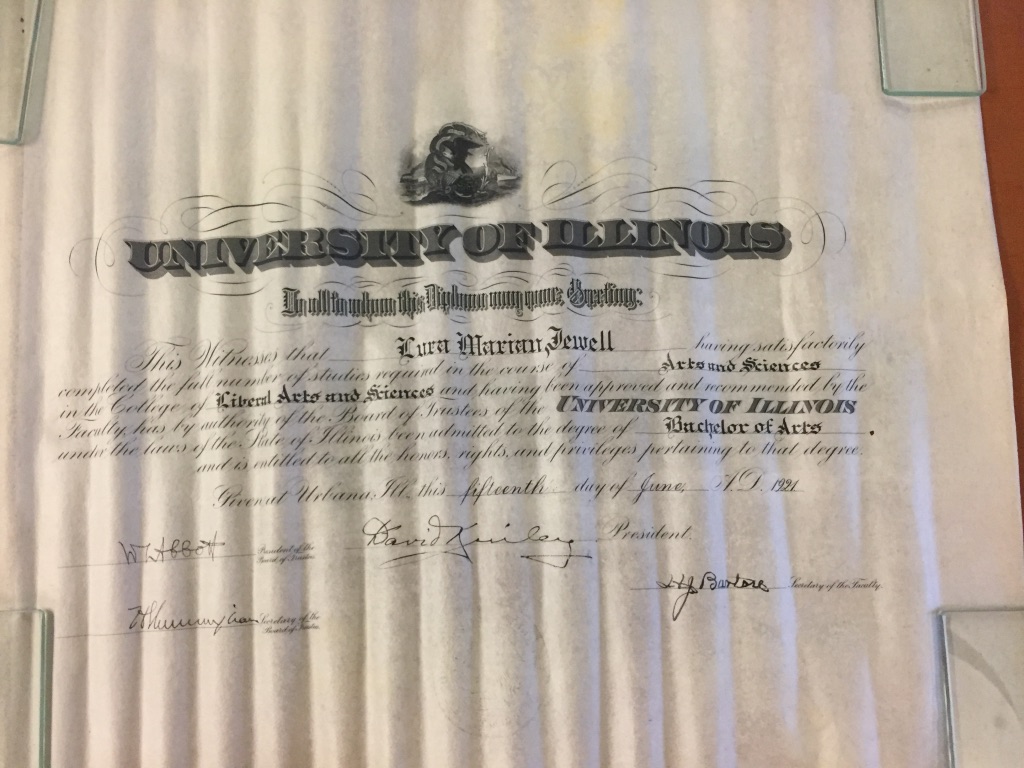 UNIVERSITY OF ILLINOIS
To all to whom this Diploma may come, Greeting:
This Witnesses that Lura Marian Jewell having satisfactorily
completed the full number of studies required in the course of Arts and Sciences
in the College of Liberal Arts and Sciences and having been approved and recommended by the
Faculty, has by authority of the Board of Trustees of the UNIVERSITY OF ILLINOIS
under the laws of the State of Illinois been admitted to the degree of Bachelor of Arts.
and is entitled to all the honors, rights, and privileges pertaining to that degree.
Given at Urbana, Ill. this fifteenth day of June, A.D. 1921
W L Abbott President of the Board of Trustees
David Kinley President.
H J Barton Secretary of the Faculty
H E Cunningham Secretary of the Board of Trustees